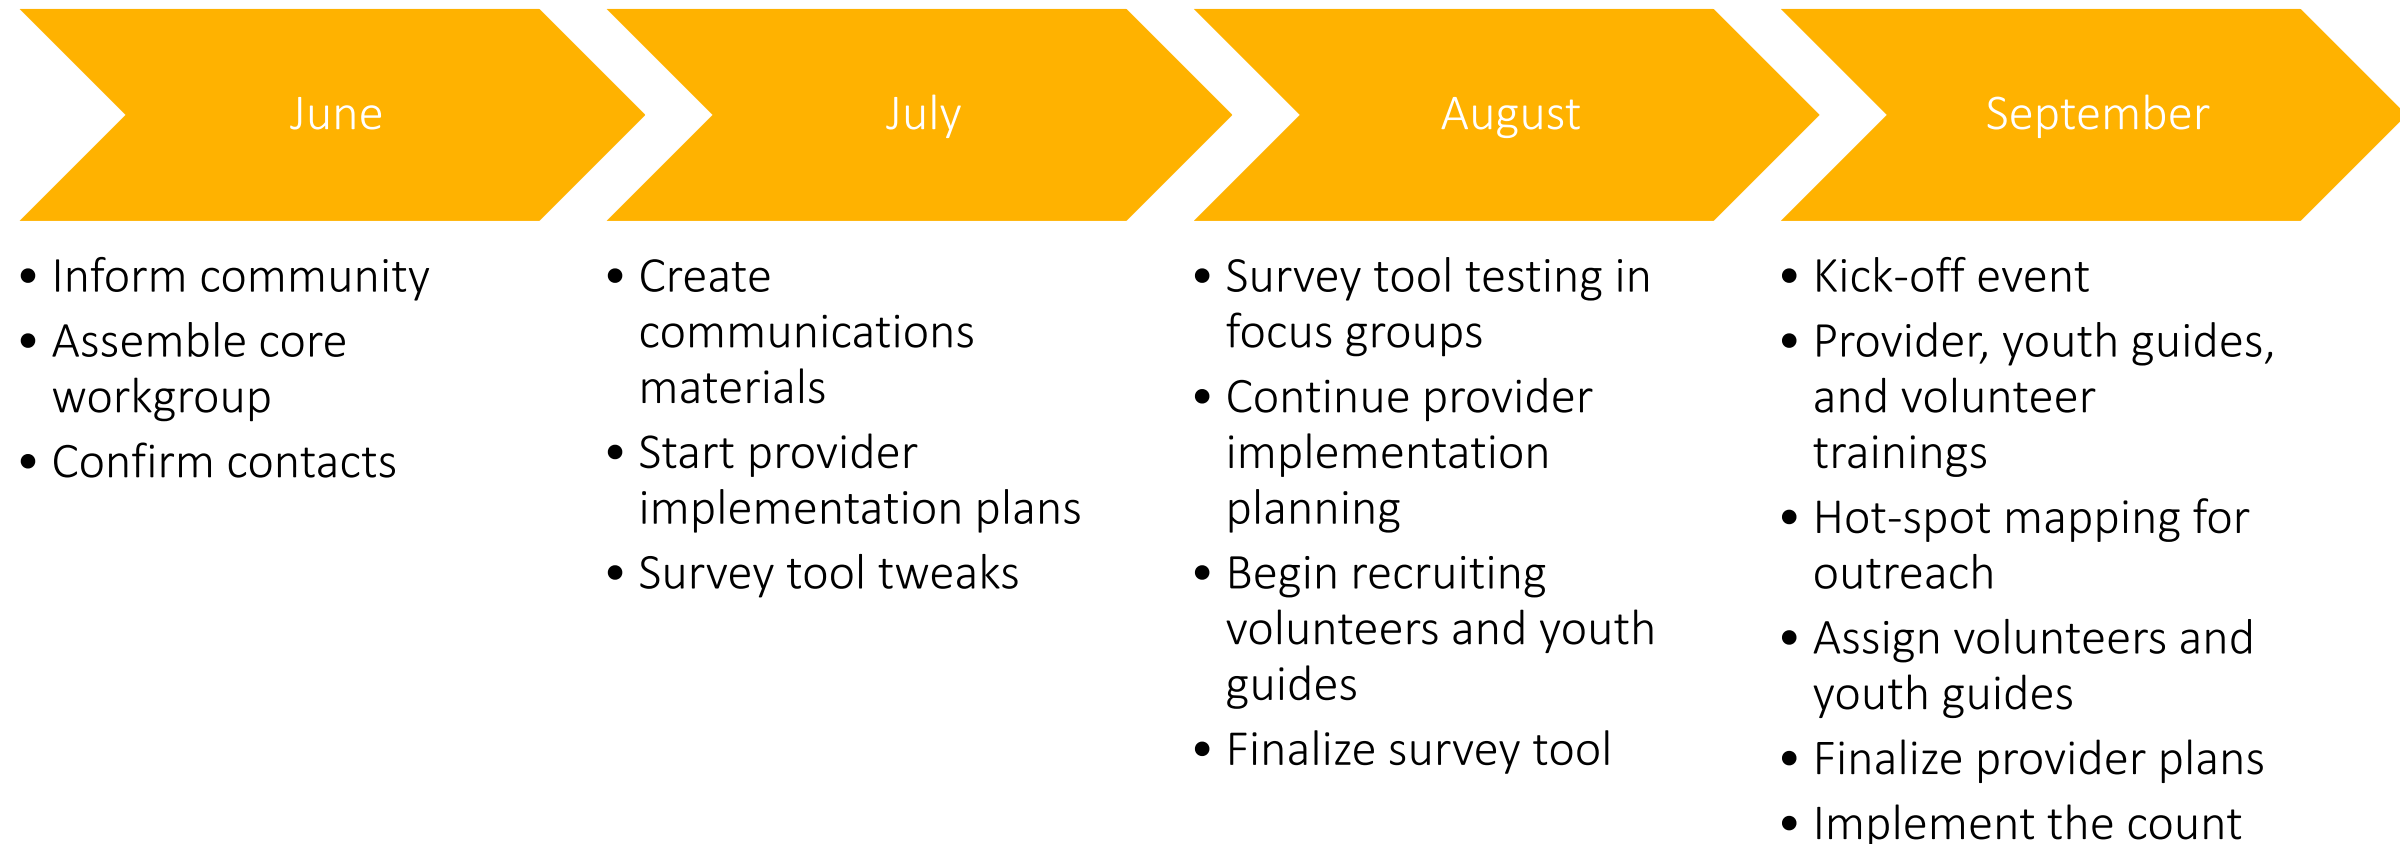 June
• Inform community
• Assemble core
workgroup
• Confirm contacts
July
• Create
communications
materials
• Start provider
implementation plans
• Survey tool tweaks
August
• Survey tool testing in
focus groups
• Continue provider
implementation
planning
• Begin recruiting
volunteers and youth
guides
• Finalize survey tool
September
• Kick-off event
• Provider, youth guides,
and volunteer
trainings
• Hot-spot mapping for
outreach
• Assign volunteers and
youth guides
• Finalize provider plans
• Implement the count